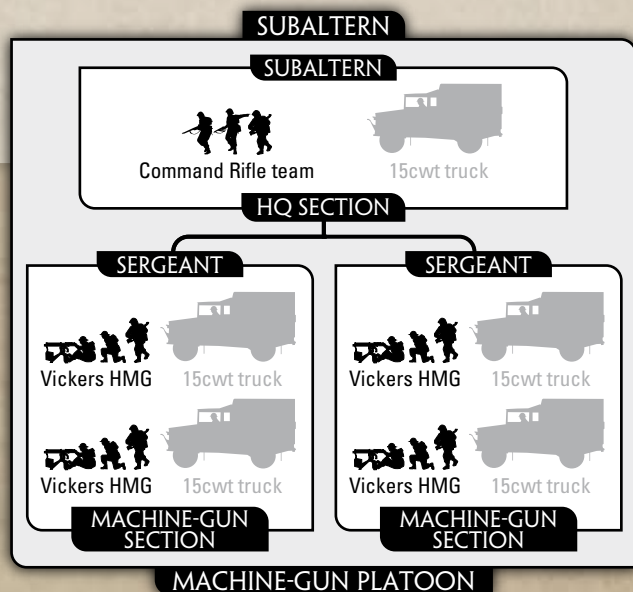 SUBALTERN
SUBALTERN
Command Rifle team 15cwt truck
HQ SECTION
SERGEANT SERGEANT
Vickers HMG 15cwt truck Vickers HMG 15cwt truck
Vickers HMG 15cwt truck Vickers HMG 15cwt truck
MACHINE-GUN MACHINE-GUN
SECTION SECTION
MACHINE-GUN PLATOON